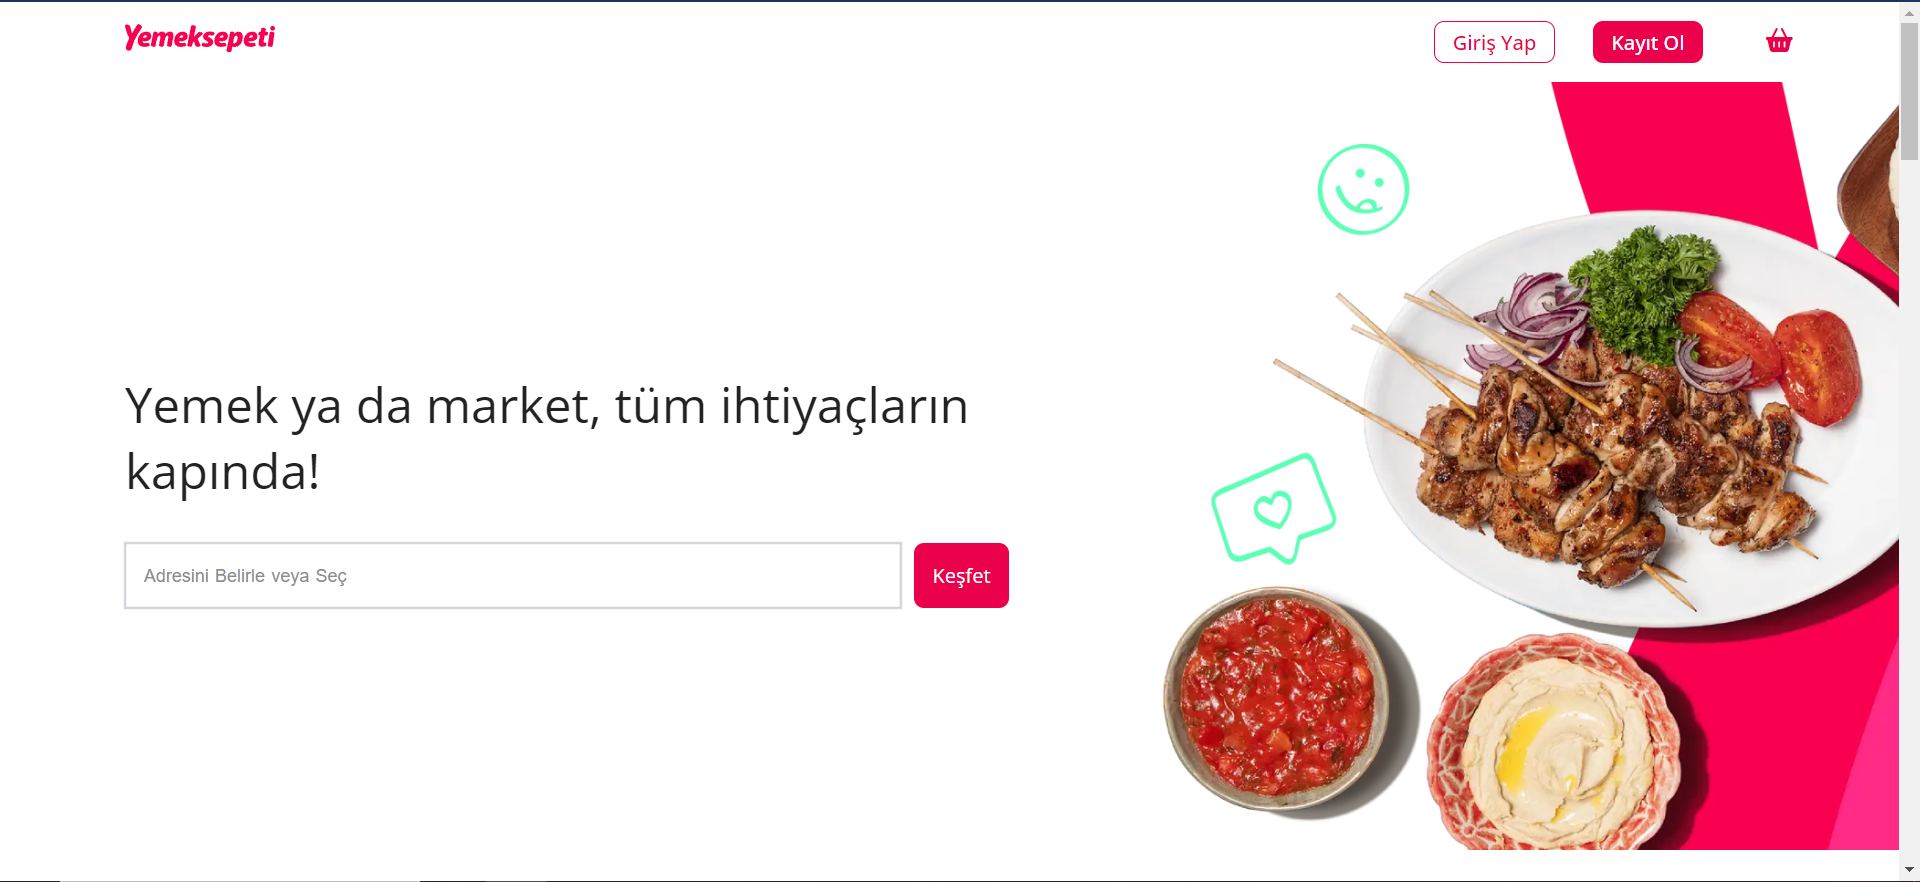 Yemeksepeti
Giriş Yap
Kayıt Ol
Yemek ya da market, tüm ihtiyaçların
kapında!
Adresini Belirle veya Seç
Keşfet